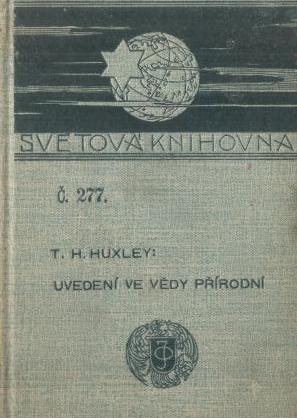 SVĚTOVÁ KNIHOVNA
Č. 277.
T. H. HUXLEY:
UVEDENÍ VE VĚDY PŘÍRODNÍ